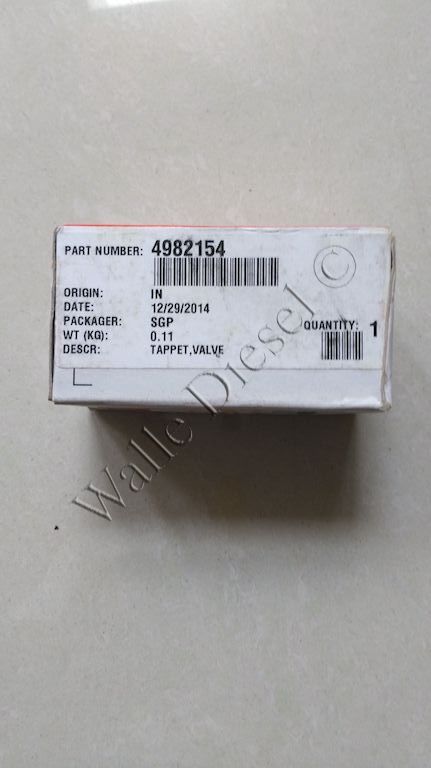 PART NUMBER: 4982154
ORIGIN: IN
DATE: 12/29/2014
PACKAGER: SGP
WT (KG): 0.11
DESCR: TAPPET,VALVE
QUANTITY: 1
Walle Diesel ©